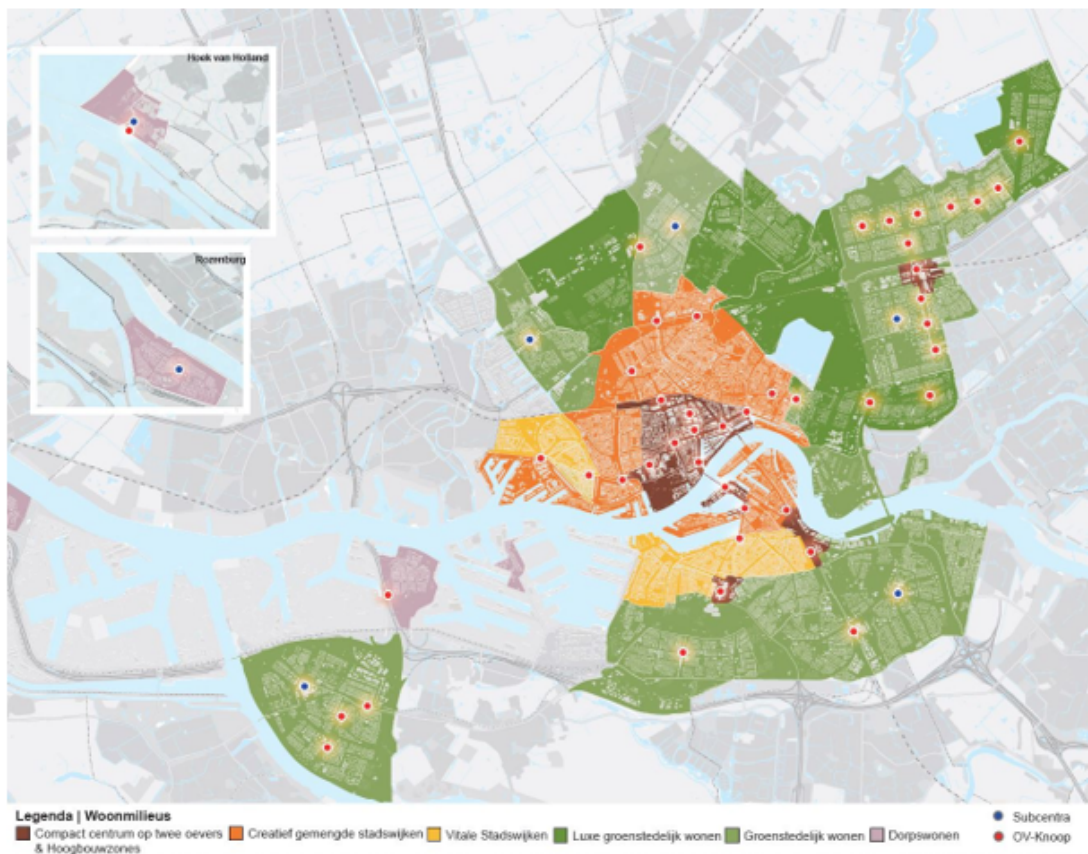 Hoek van Holland
Rozenburg
Legenda | Woonmilieus
Compact centrum op twee oevers
& Hoogbouwzones
Creatief gemengde stadswijken
Vitale Stadswijken
Luxe groenstedelijk wonen
Groenstedelijk wonen
Dorpswonen
Subcentra
OV-Knoop